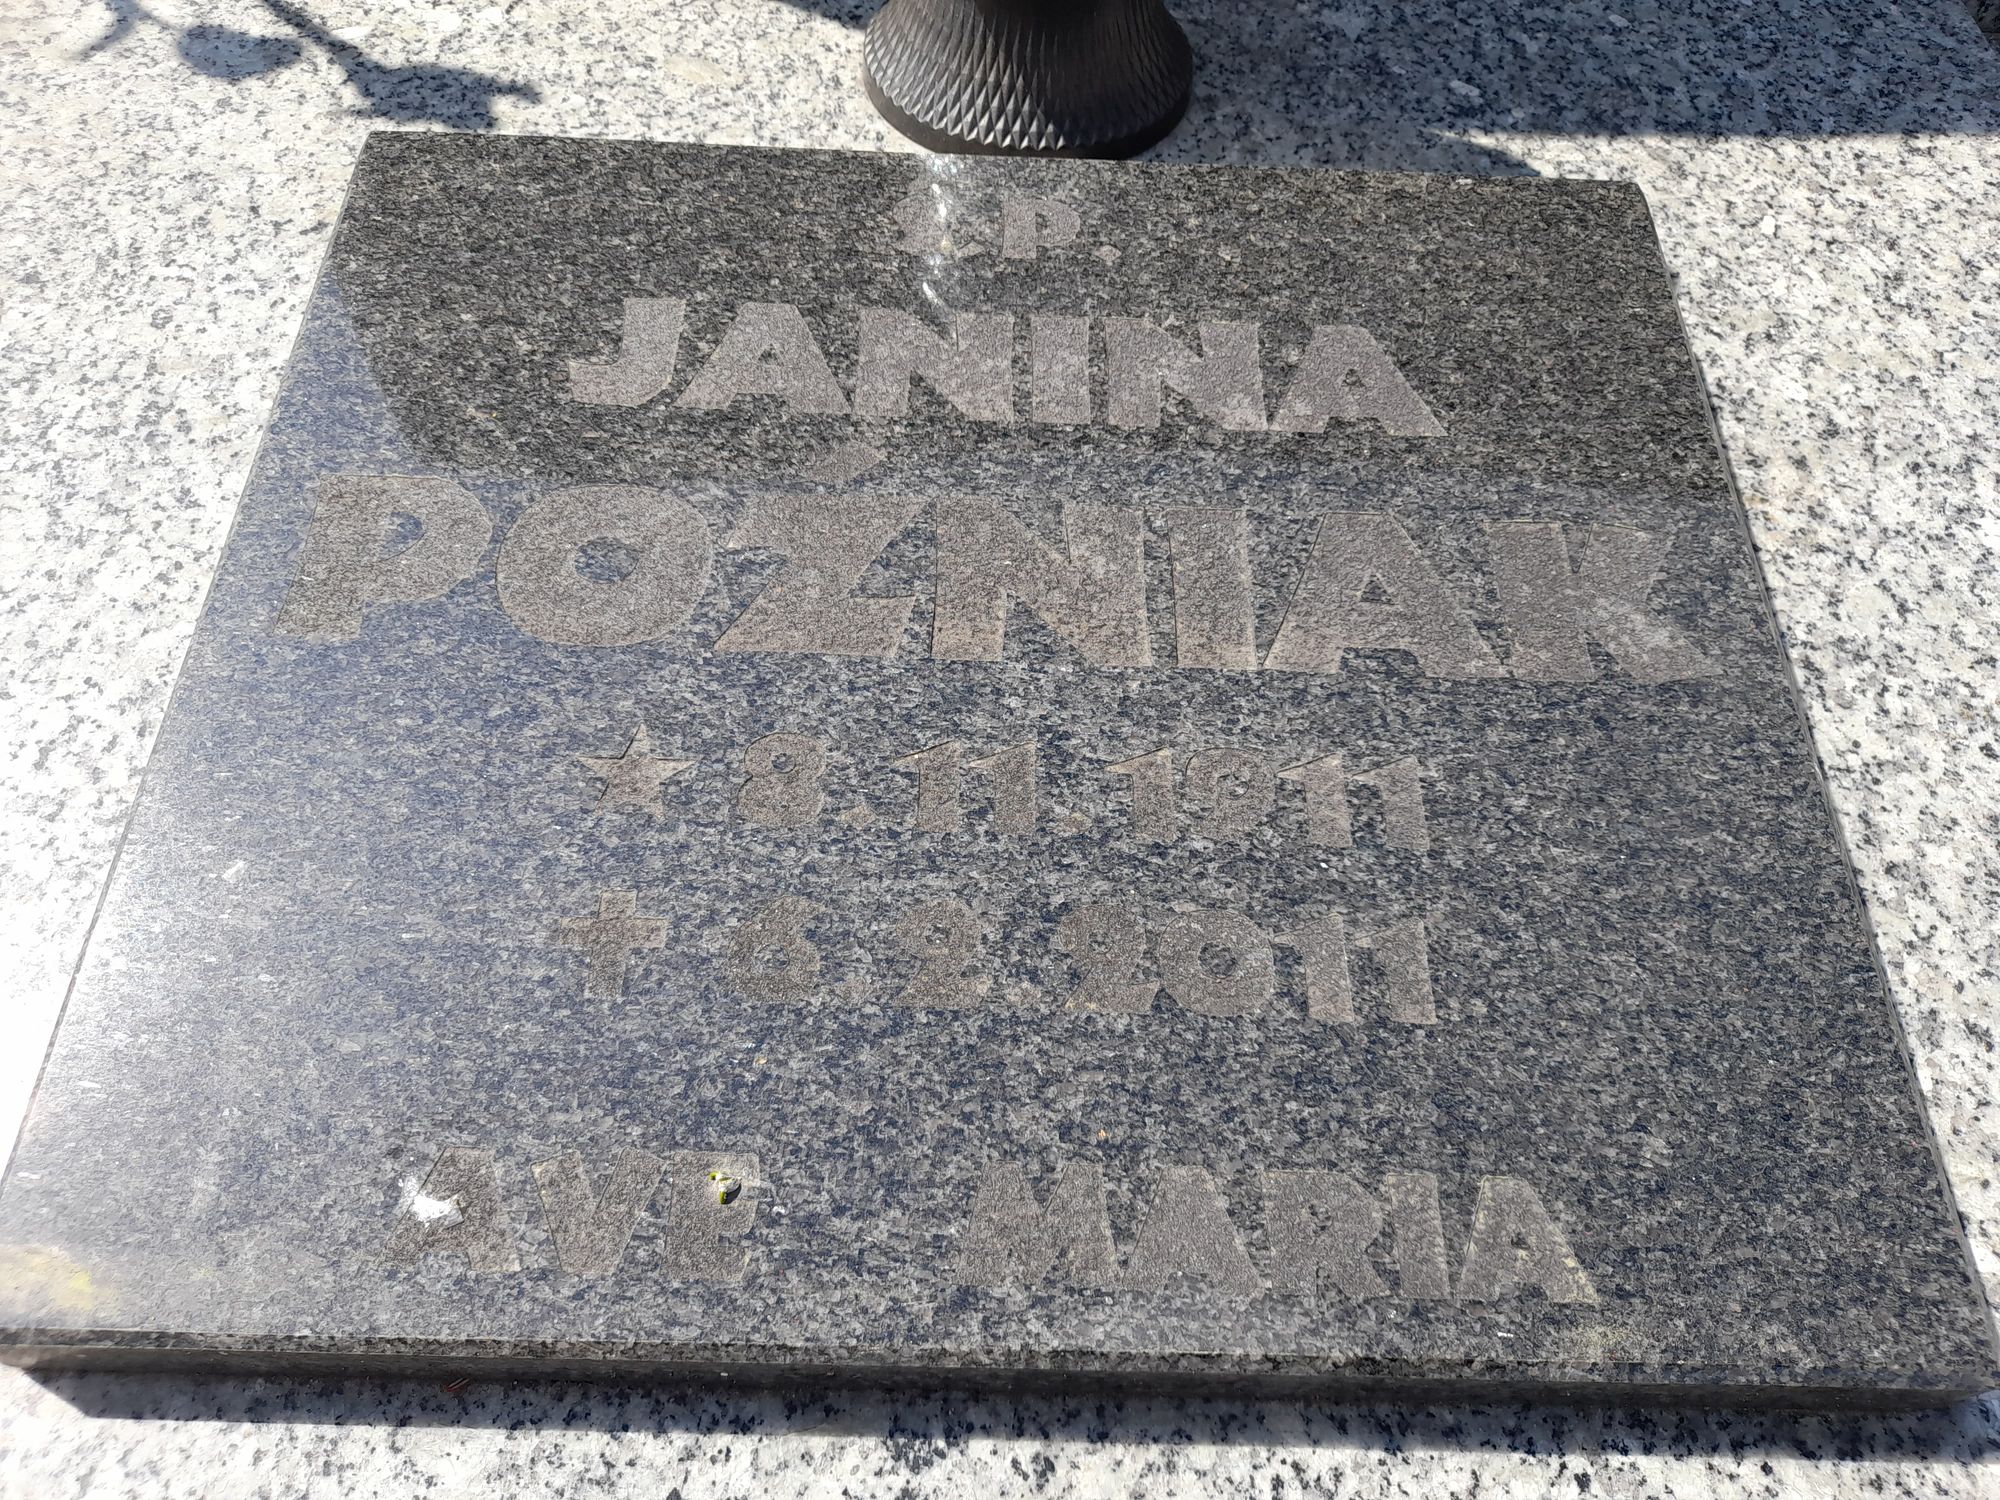 Ś.P.
JANINA
POŹNIAK
★ 8.11.1911
✝ 6.2.2011
AVE MARIA